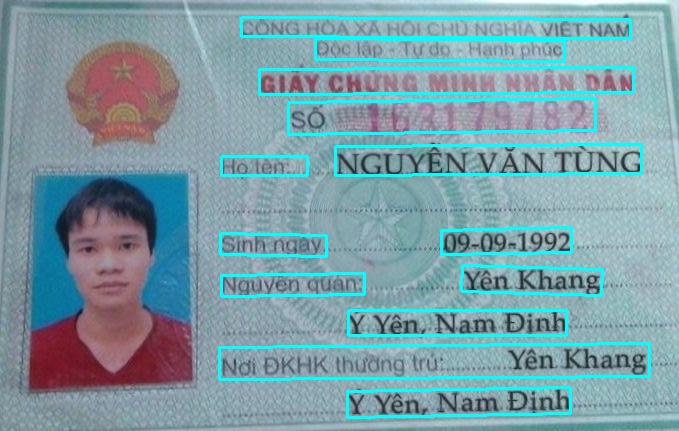 CỘNG HÒA XÃ HỘI CHỦ NGHĨA VIỆT NAM
Độc lập - Tự do - Hạnh phúc
GIẤY CHỨNG MINH NHÂN DÂN
SỐ 163179782
Họ tên: NGUYỄN VĂN TÙNG
Sinh ngày 09-09-1992
Nguyên quán: Yên Khang
Ý Yên, Nam Định
Nơi ĐKHK thường trú: Yên Khang
Ý Yên, Nam Định